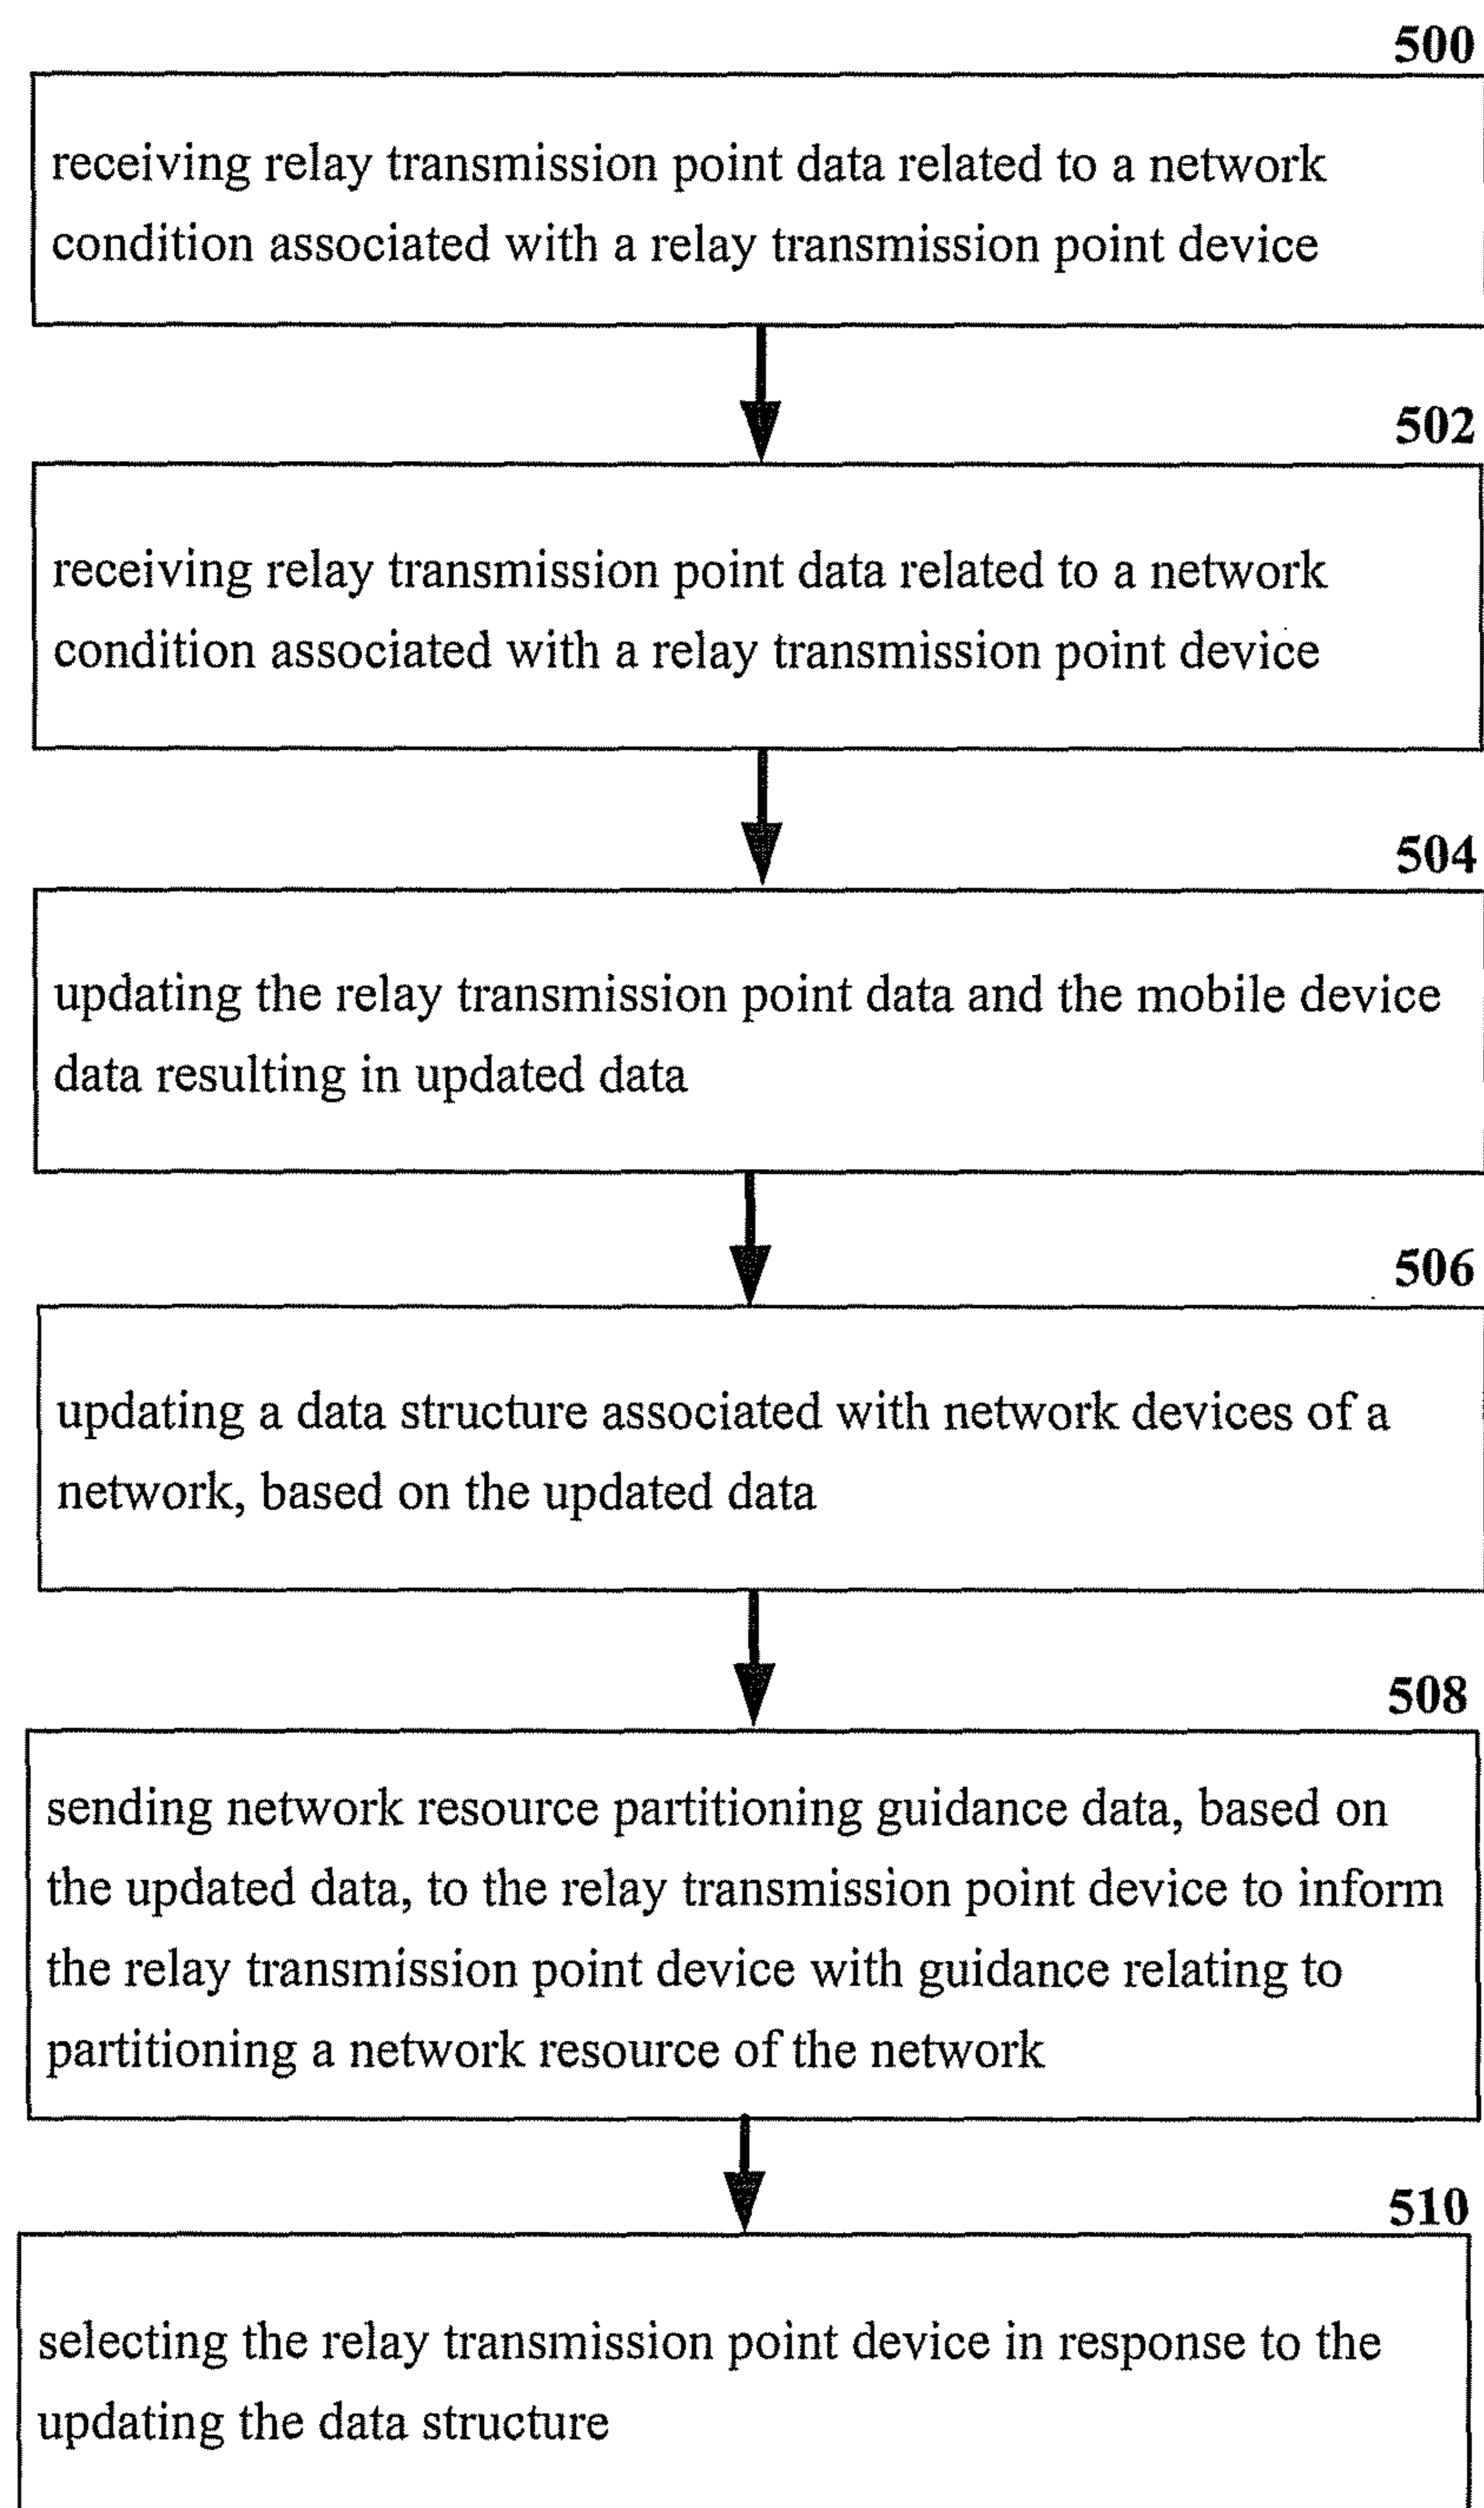 500
receiving relay transmission point data related to a network
condition associated with a relay transmission point device
502
receiving relay transmission point data related to a network
condition associated with a relay transmission point device
504
updating the relay transmission point data and the mobile device
data resulting in updated data
506
updating a data structure associated with network devices of a
network, based on the updated data
508
sending network resource partitioning guidance data, based on
the updated data, to the relay transmission point device to inform
the relay transmission point device with guidance relating to
partitioning a network resource of the network
510
selecting the relay transmission point device in response to the
updating the data structure